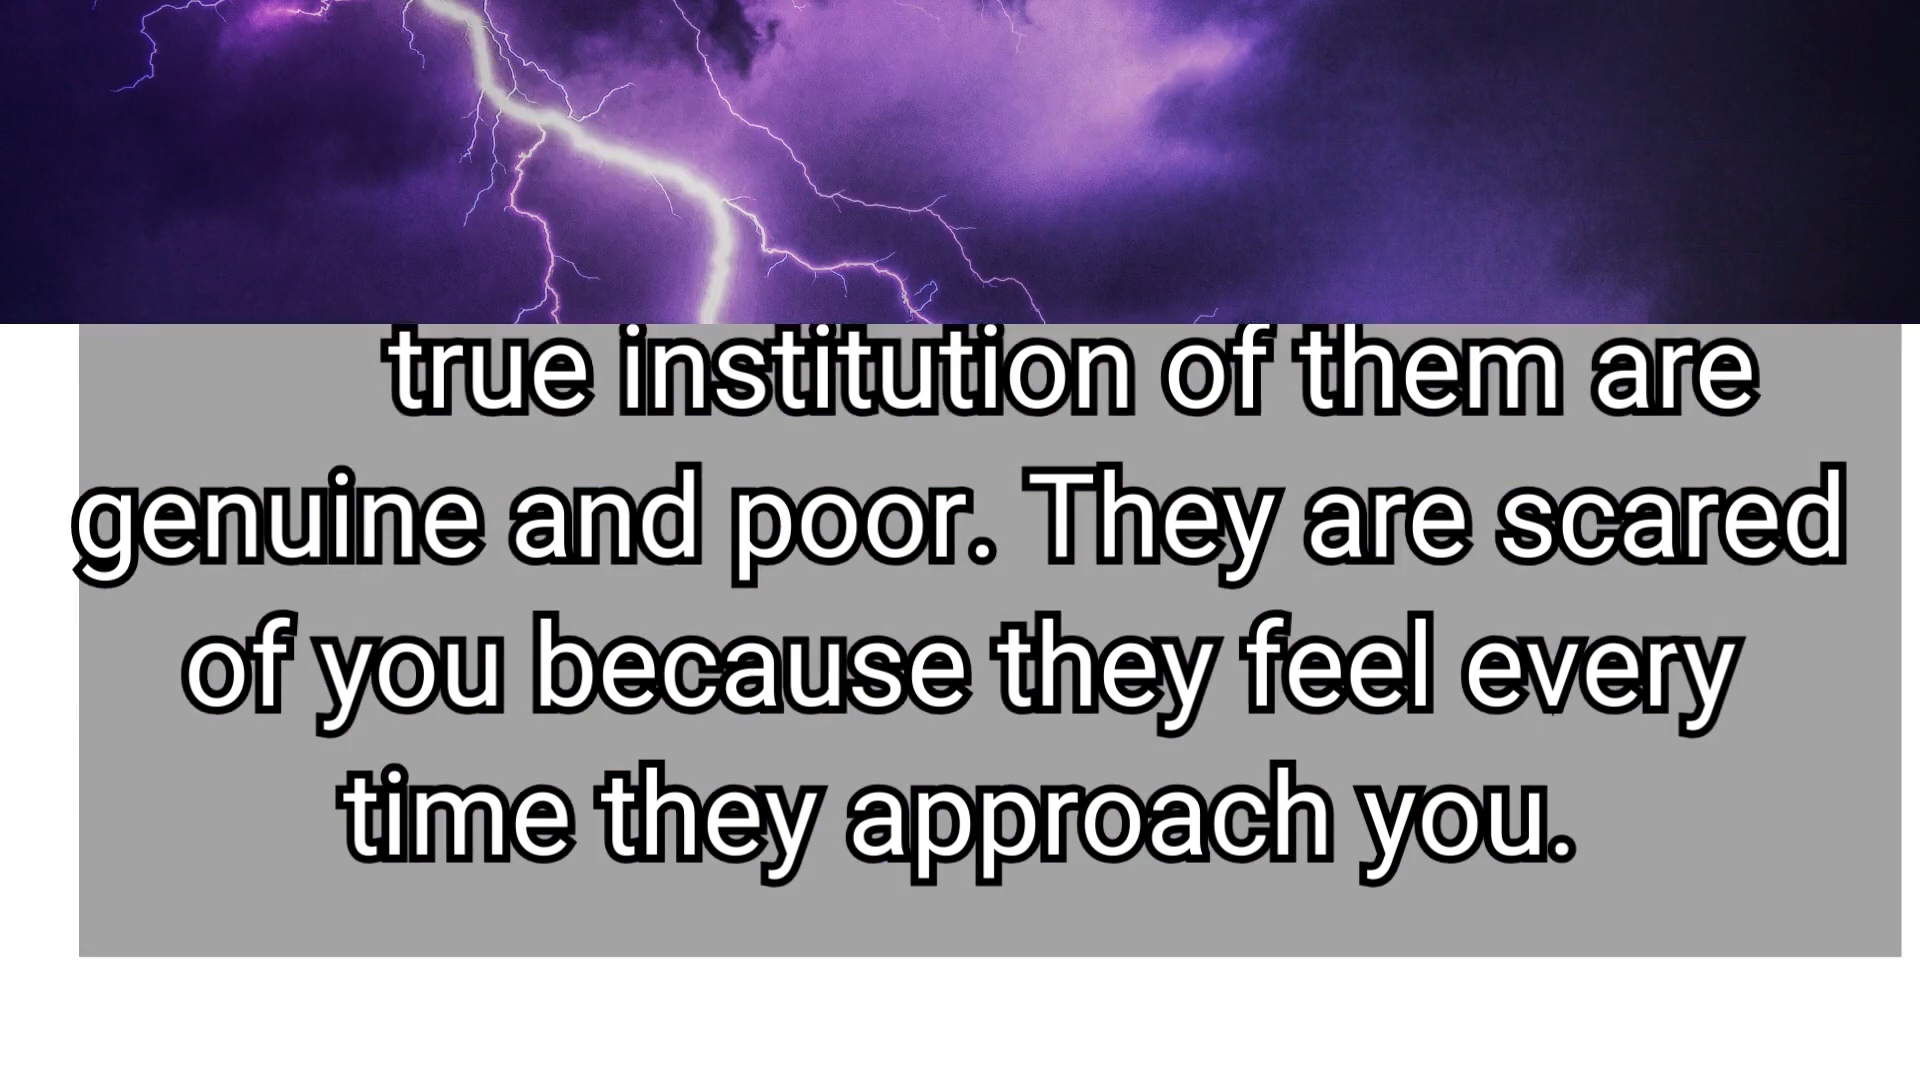 true institution of them are
genuine and poor. They are scared
of you because they feel every
time they approach you.